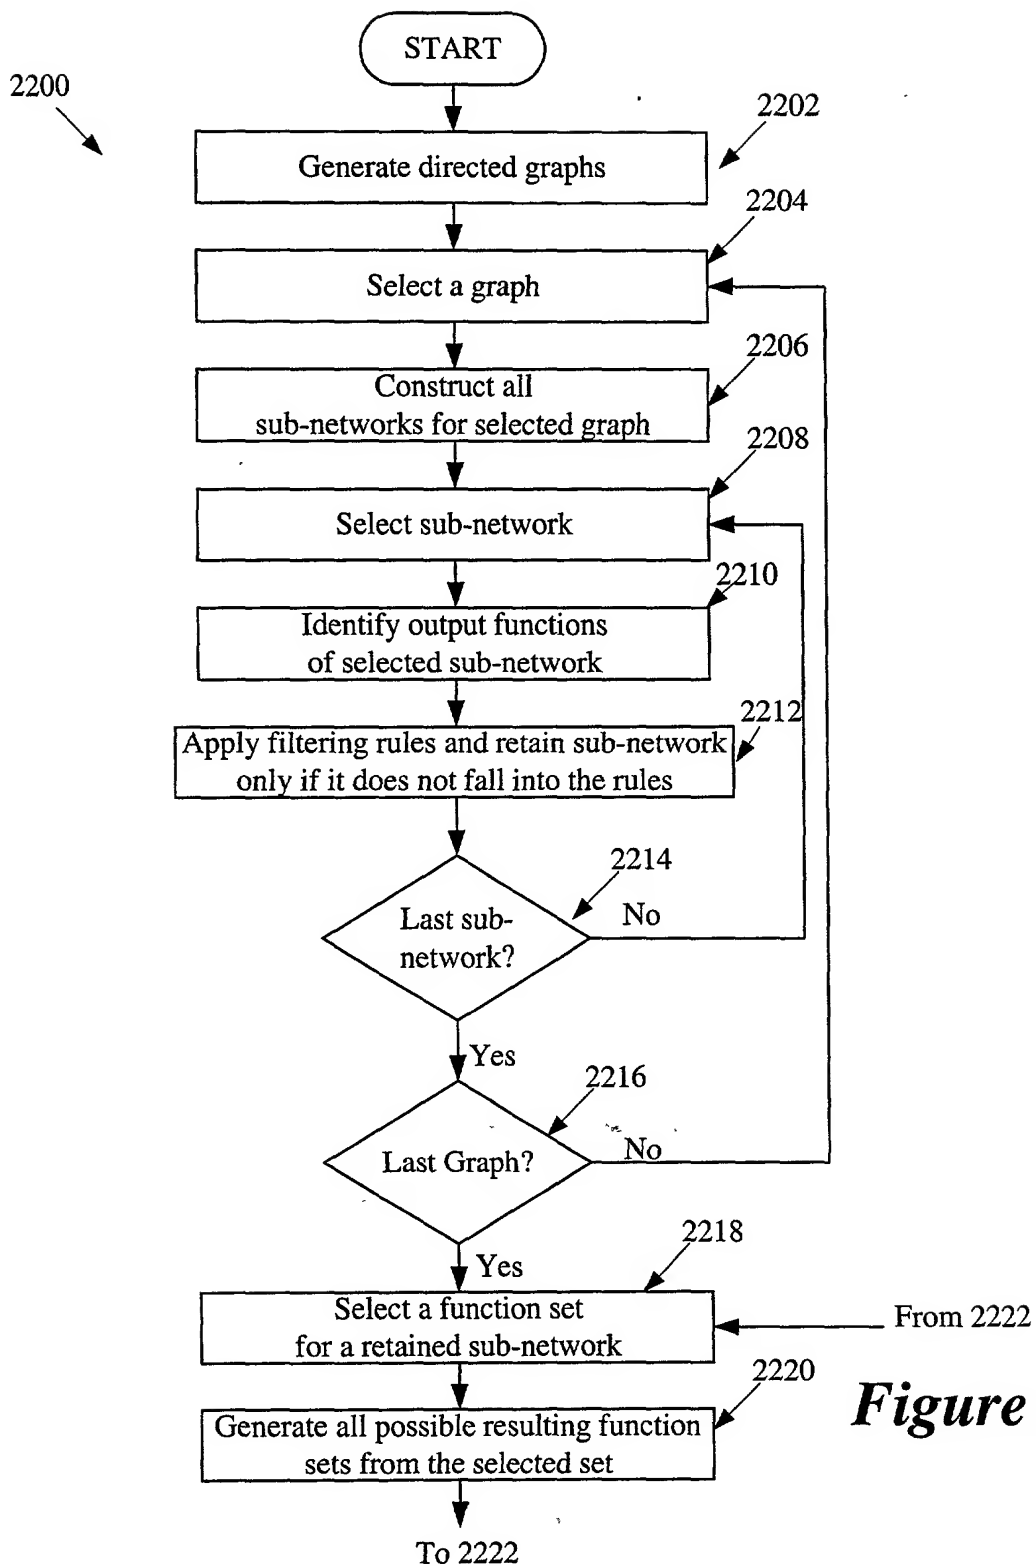 START
2200
2202
Generate directed graphs
2204
Select a graph
2206
Construct all
sub-networks for selected graph
2208
Select sub-network
2210
Identify output functions
of selected sub-network
2212
Apply filtering rules and retain sub-network
only if it does not fall into the rules
2214
Last sub-
network?
No
Yes
2216
Last Graph?
No
Yes
2218
Select a function set
for a retained sub-network
From 2222
2220
Generate all possible resulting function
sets from the selected set
Figure
To 2222